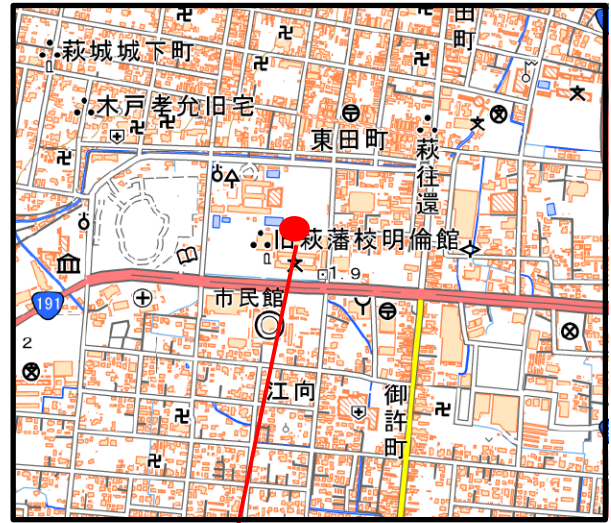 田町
萩城城下町
木戸孝允旧宅
東田町
萩往還
旧萩藩校明倫館
1.9
191
市民館
2
江向
御許町